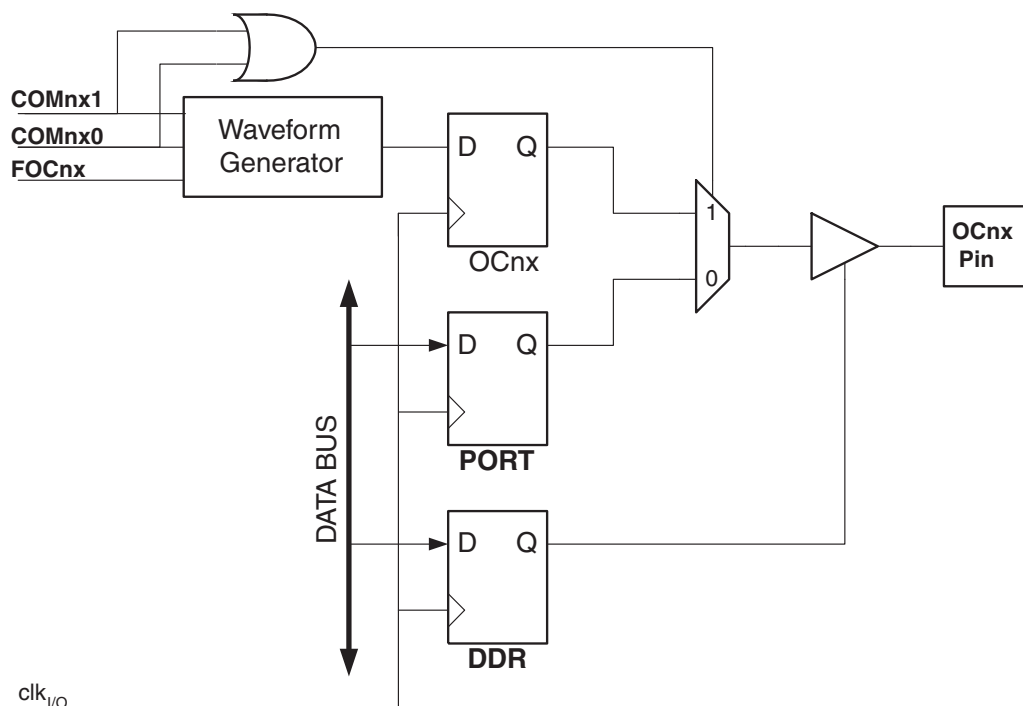 COMnx1
COMnx0
FOCnx
Waveform
Generator
D Q
OCnx
1
0
OCnx
Pin
D Q
PORT
D Q
DDR
DATA BUS
clkI/O